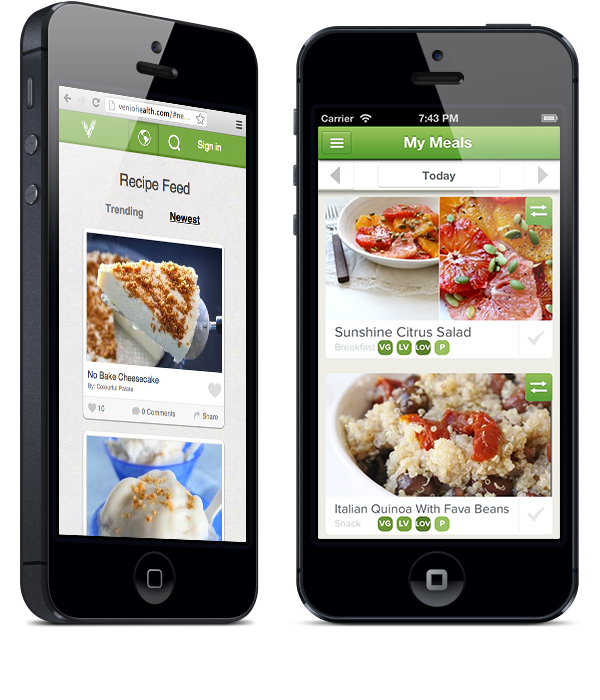 veniohealth.com/#ne...
Sign in
Recipe Feed
Trending
Newest
No Bake Cheesecake
By: Colourful Palate
10
0 Comments
Share
Carrier
7:43 PM
My Meals
Today
Sunshine Citrus Salad
Breakfast VG LV LOV P
Italian Quinoa With Fava Beans
Snack VG LV LOV P